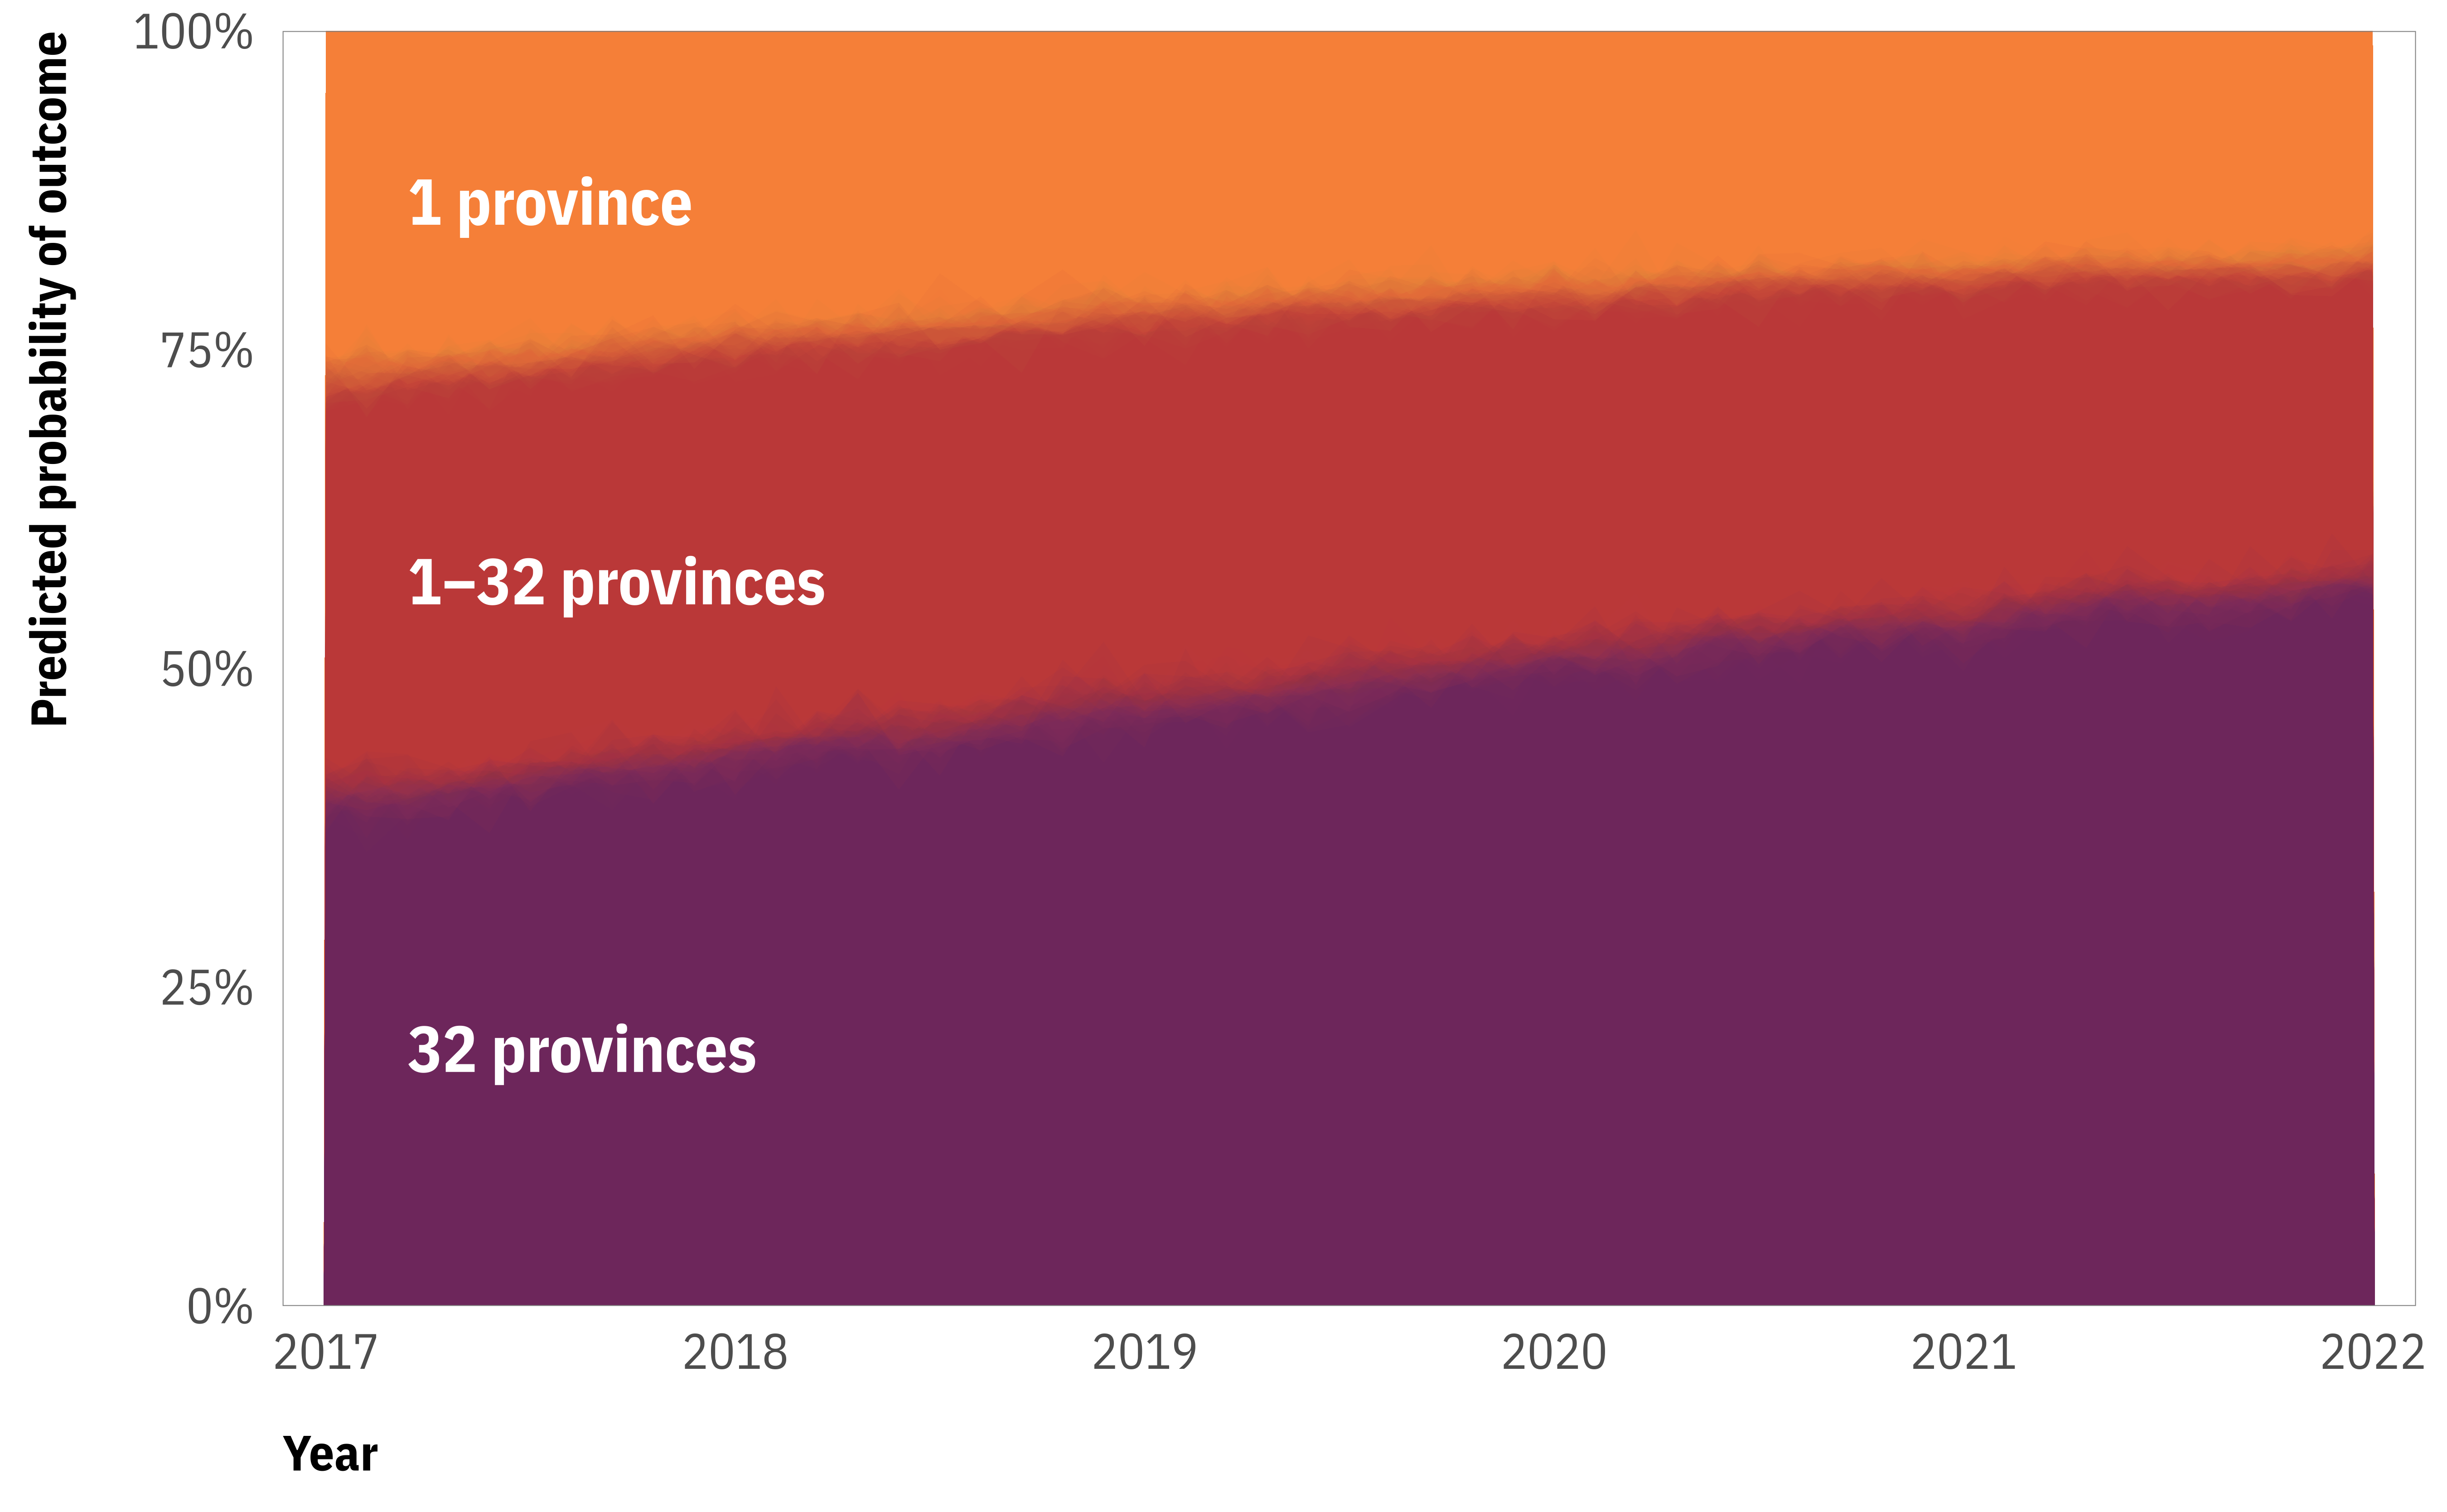 Predicted probability of outcome
100%
75%
50%
25%
0%
1 province
1–32 provinces
32 provinces
2017 2018 2019 2020 2021 2022
Year